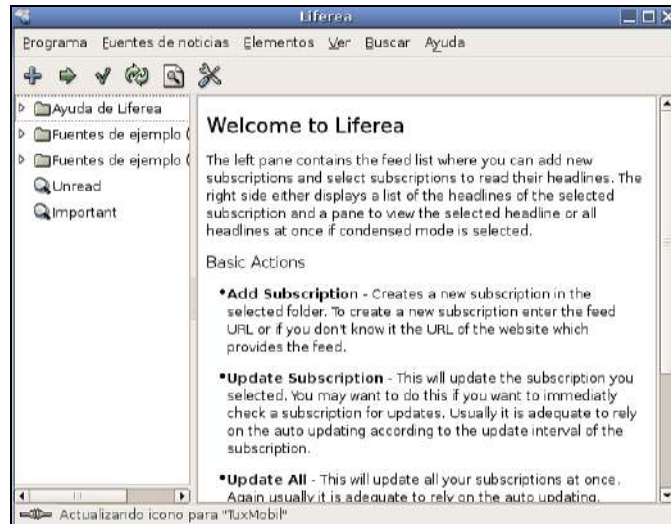 Liferea
Programa Fuentes de noticias Elementos Ver Buscar Ayuda
Ayuda de Liferea
Fuentes de ejemplo (
Fuentes de ejemplo (
Unread
Important
Welcome to Liferea
The left pane contains the feed list where you can add new
subscriptions and select subscriptions to read their headlines. The
right side either displays a list of the headlines of the selected
subscription and a pane to view the selected headline or all
headlines at once if condensed mode is selected.
Basic Actions
•Add Subscription - Creates a new subscription in the
selected folder. To create a new subscription enter the feed
URL or if you don't know it the URL of the website which
provides the feed.
•Update Subscription - This will update the subscription you
selected. You may want to do this if you want to immediatly
check a subscription for updates. Usually it is adequate to rely
on the auto updating according to the update interval of the
subscription.
•Update All - This will update all your subscriptions at once.
Again usually it is adequate to rely on the auto updating.
Actualizando icono para "TuxMobil"